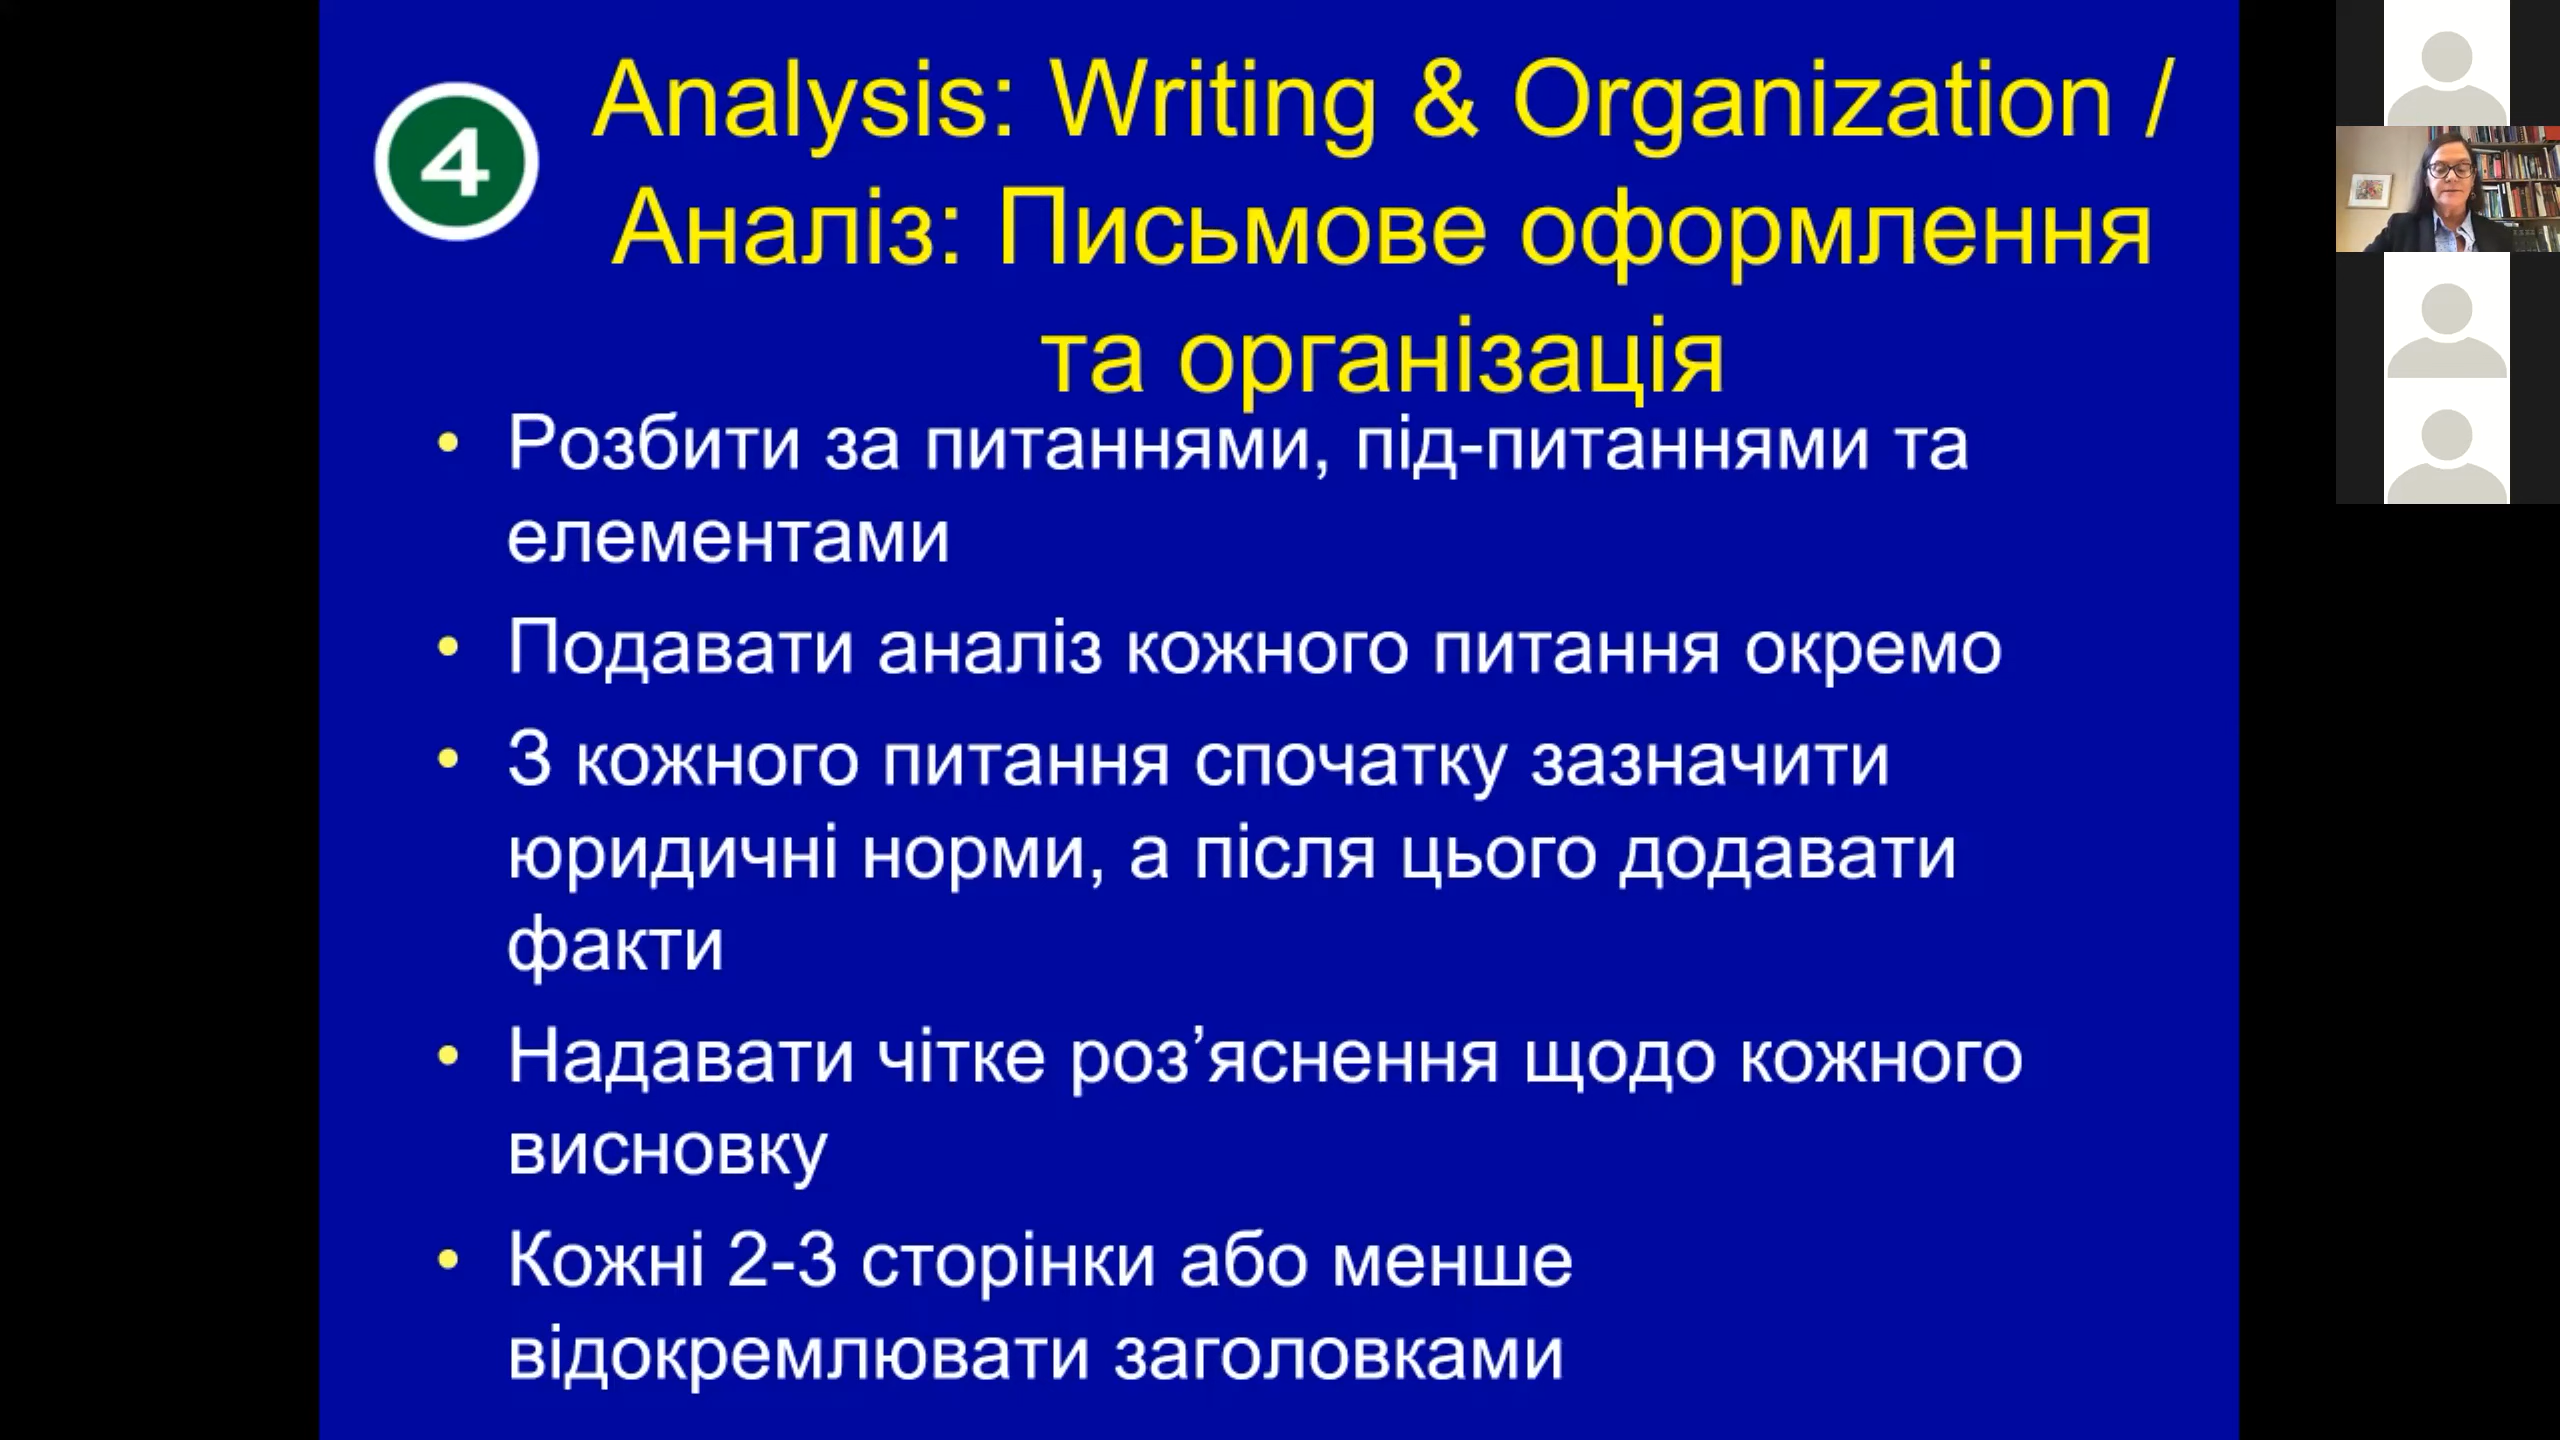 4
Analysis: Writing & Organization /
Аналіз: Письмове оформлення
та організація
• Розбити за питаннями, під-питаннями та
елементами
• Подавати аналіз кожного питання окремо
• З кожного питання спочатку зазначити
юридичні норми, а після цього додавати
факти
• Надавати чітке роз’яснення щодо кожного
висновку
• Кожні 2-3 сторінки або менше
відокремлювати заголовками